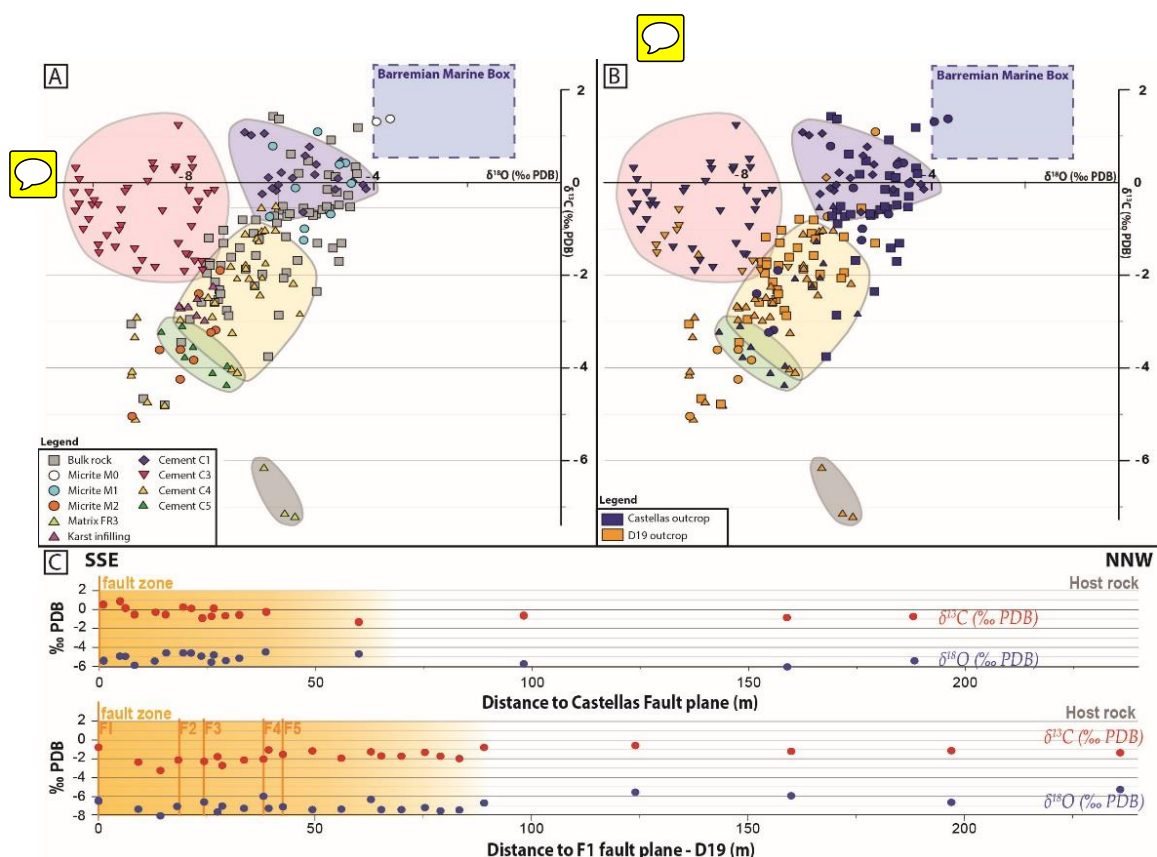 A
Barremian Marine Box
2
-8
-4
δ¹⁸O (‰ PDB)
0
δ¹³C (‰ PDB)
-2
-4
-6
Legend
Bulk rock
Micrite M0
Micrite M1
Micrite M2
Matrix FR3
Karst infilling
Cement C1
Cement C3
Cement C4
Cement C5
B
Barremian Marine Box
2
-8
-4
δ¹⁸O (‰ PDB)
0
δ¹³C (‰ PDB)
-2
-4
-6
Legend
Castellas outcrop
D19 outcrop
C SSE NNW
fault zone Host rock
‰ PDB
2
0
-2
-4
-6
δ¹³C (‰ PDB)
δ¹⁸O (‰ PDB)
0 50 100 150 200
Distance to Castellas Fault plane (m)
fault zone Host rock
F1 F2 F3 F4 F5
‰ PDB
2
0
-2
-4
-6
-8
δ¹³C (‰ PDB)
δ¹⁸O (‰ PDB)
0 50 100 150 200
Distance to F1 fault plane - D19 (m)